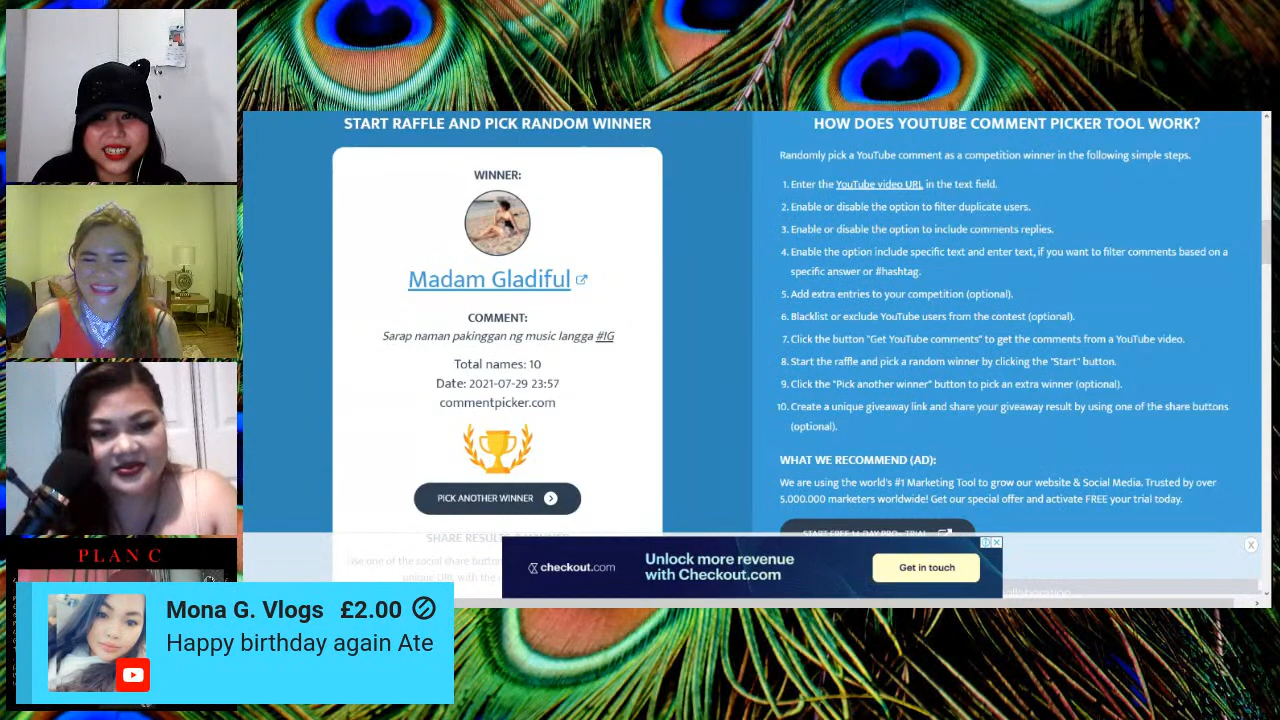 START RAFFLE AND PICK RANDOM WINNER
WINNER:
Madam Gladiful
COMMENT:
Sarap naman pakinggan ng music langga #IG
Total names: 10
Date: 2021-07-29 23:57
commentpicker.com
PICK ANOTHER WINNER
HOW DOES YOUTUBE COMMENT PICKER TOOL WORK?
Randomly pick a YouTube comment as a competition winner in the following simple steps.
1. Enter the YouTube video URL in the text field.
2. Enable or disable the option to filter duplicate users.
3. Enable or disable the option to include comments replies.
4. Enable the option include specific text and enter text, if you want to filter comments based on a
specific answer or #hashtag.
5. Add extra entries to your competition (optional).
6. Blacklist or exclude YouTube users from the contest (optional).
7. Click the button "Get YouTube comments" to get the comments from a YouTube video.
8. Start the raffle and pick a random winner by clicking the "Start" button.
9. Click the "Pick another winner" button to pick an extra winner (optional).
10. Create a unique giveaway link and share your giveaway result by using one of the share buttons
(optional).
WHAT WE RECOMMEND (AD):
We are using the world's #1 Marketing Tool to grow our website & Social Media. Trusted by over
5.000.000 marketers worldwide! Get our special offer and activate FREE your trial today.
SHARE RESULTS
Use one of the social share
unique URL with the
checkout.com
Unlock more revenue
with Checkout.com
Get in touch
X
PLAN C
Mona G. Vlogs £2.00
Happy birthday again Ate